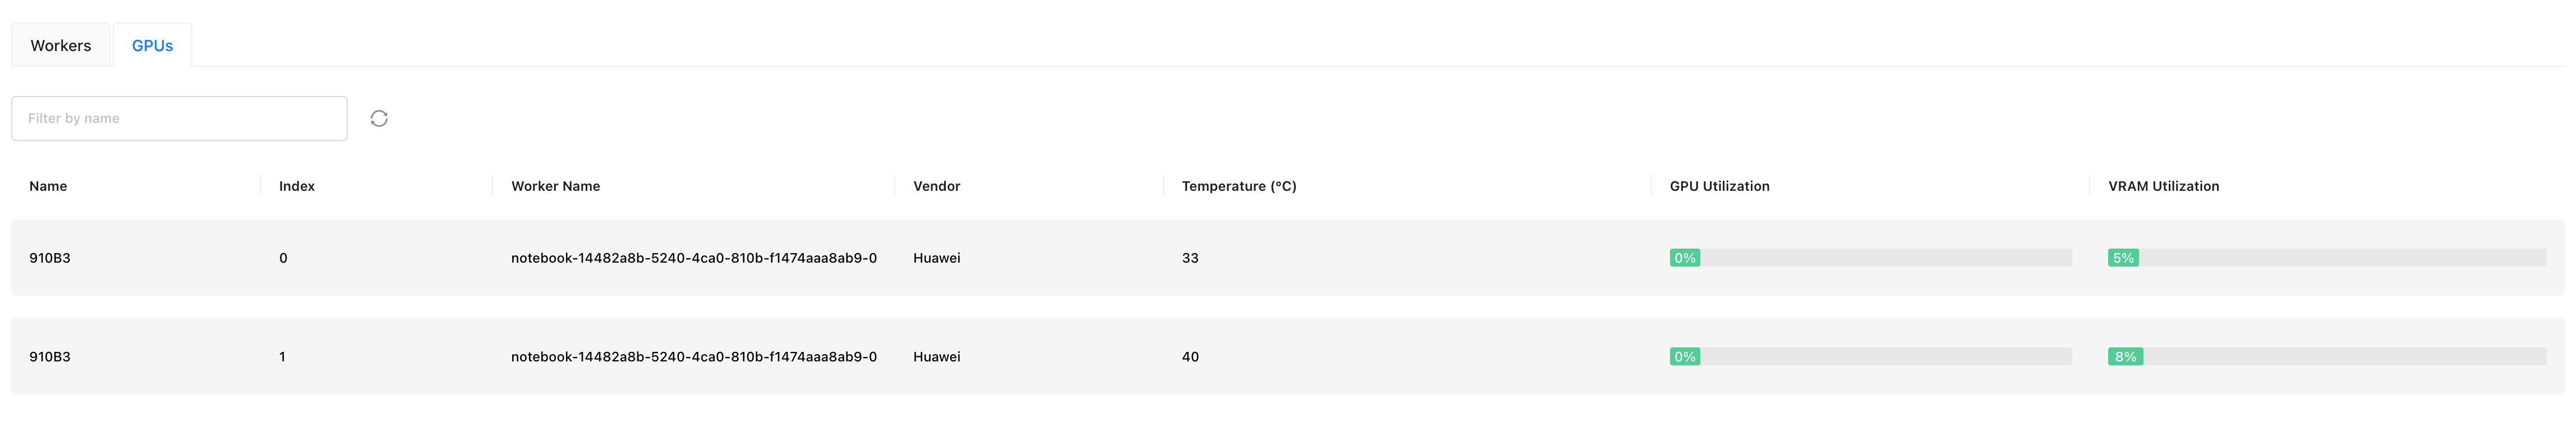 Workers GPUs
Filter by name
Name Index Worker Name Vendor Temperature (°C) GPU Utilization VRAM Utilization
910B3 0 notebook-14482a8b-5240-4ca0-810b-f1474aaa8ab9-0 Huawei 33 0% 5%
910B3 1 notebook-14482a8b-5240-4ca0-810b-f1474aaa8ab9-0 Huawei 40 0% 8%